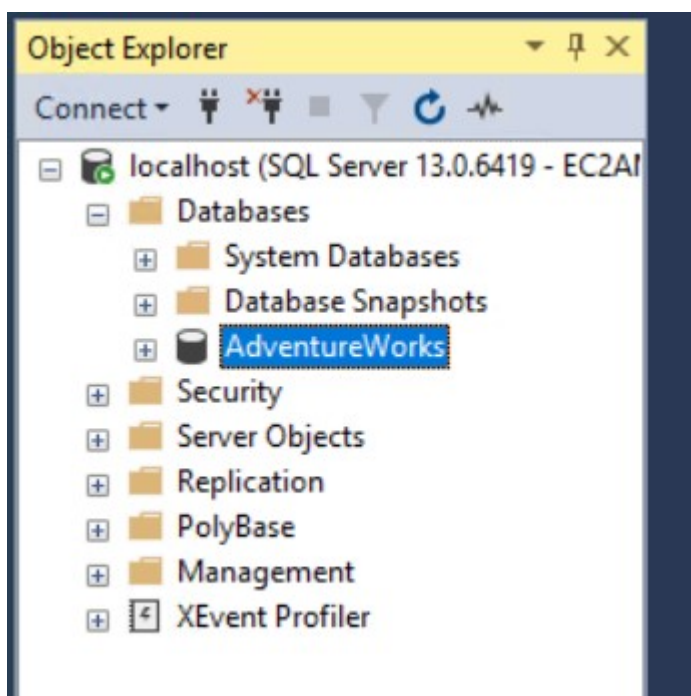 Object Explorer
Connect
localhost (SQL Server 13.0.6419 - EC2A
Databases
System Databases
Database Snapshots
AdventureWorks
Security
Server Objects
Replication
PolyBase
Management
XEvent Profiler